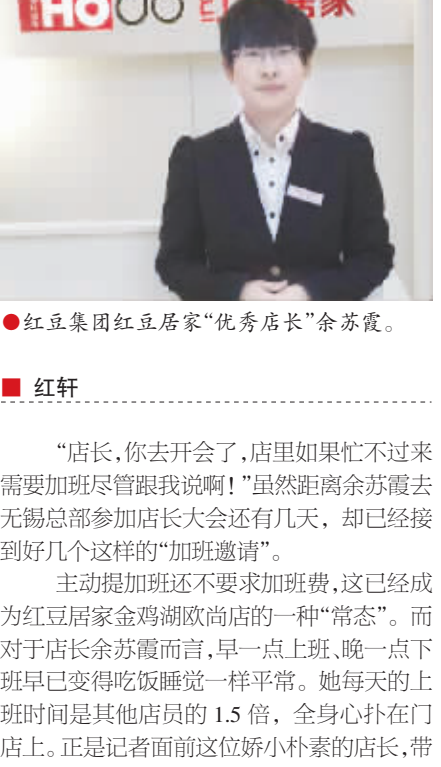 HOdo 红豆居家
●红豆集团红豆居家“优秀店长”余苏霞。
■ 红轩
“店长,你去开会了,店里如果忙不过来
需要加班尽管跟我说啊!”虽然距离余苏霞去
无锡总部参加店长大会还有几天，却已经接
到好几个这样的“加班邀请”。
主动提加班还不要求加班费,这已经成
为红豆居家金鸡湖欧尚店的一种“常态”。而
对于店长余苏霞而言,早一点上班、晚一点下
班早已变得吃饭睡觉一样平常。她每天的上
班时间是其他店员的 1.5 倍，全身心扑在门
店上。正是记者面前这位娇小朴素的店长,带